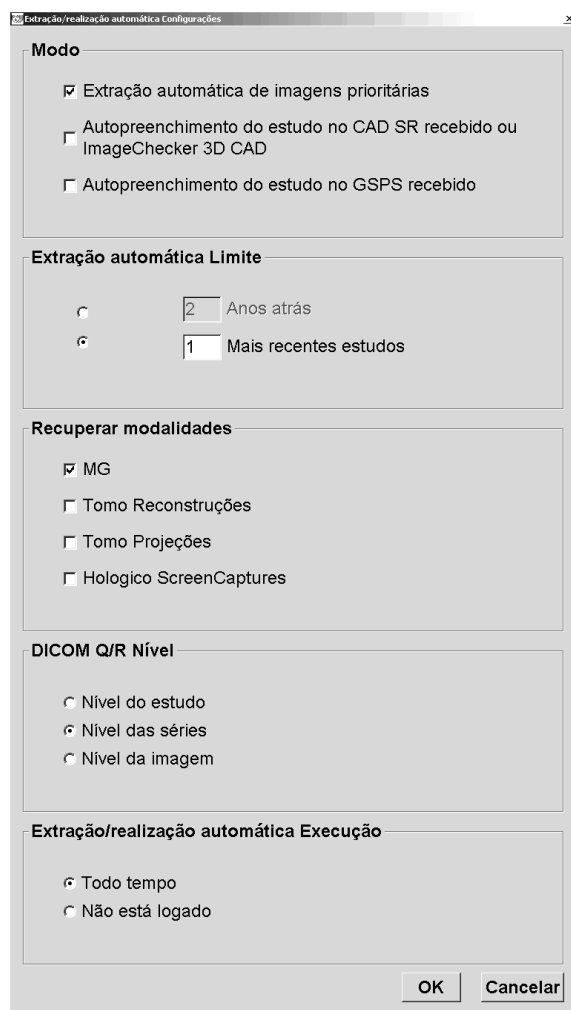 Extração/realização automática Configurações
Modo
Extração automática de imagens prioritárias
Autopreenchimento do estudo no CAD SR recebido ou
ImageChecker 3D CAD
Autopreenchimento do estudo no GSPS recebido
Extração automática Limite
2 Anos atrás
1 Mais recentes estudos
Recuperar modalidades
MG
Tomo Reconstruções
Tomo Projeções
Hologico ScreenCaptures
DICOM Q/R Nível
Nível do estudo
Nível das séries
Nível da imagem
Extração/realização automática Execução
Todo tempo
Não está logado
OK Cancelar